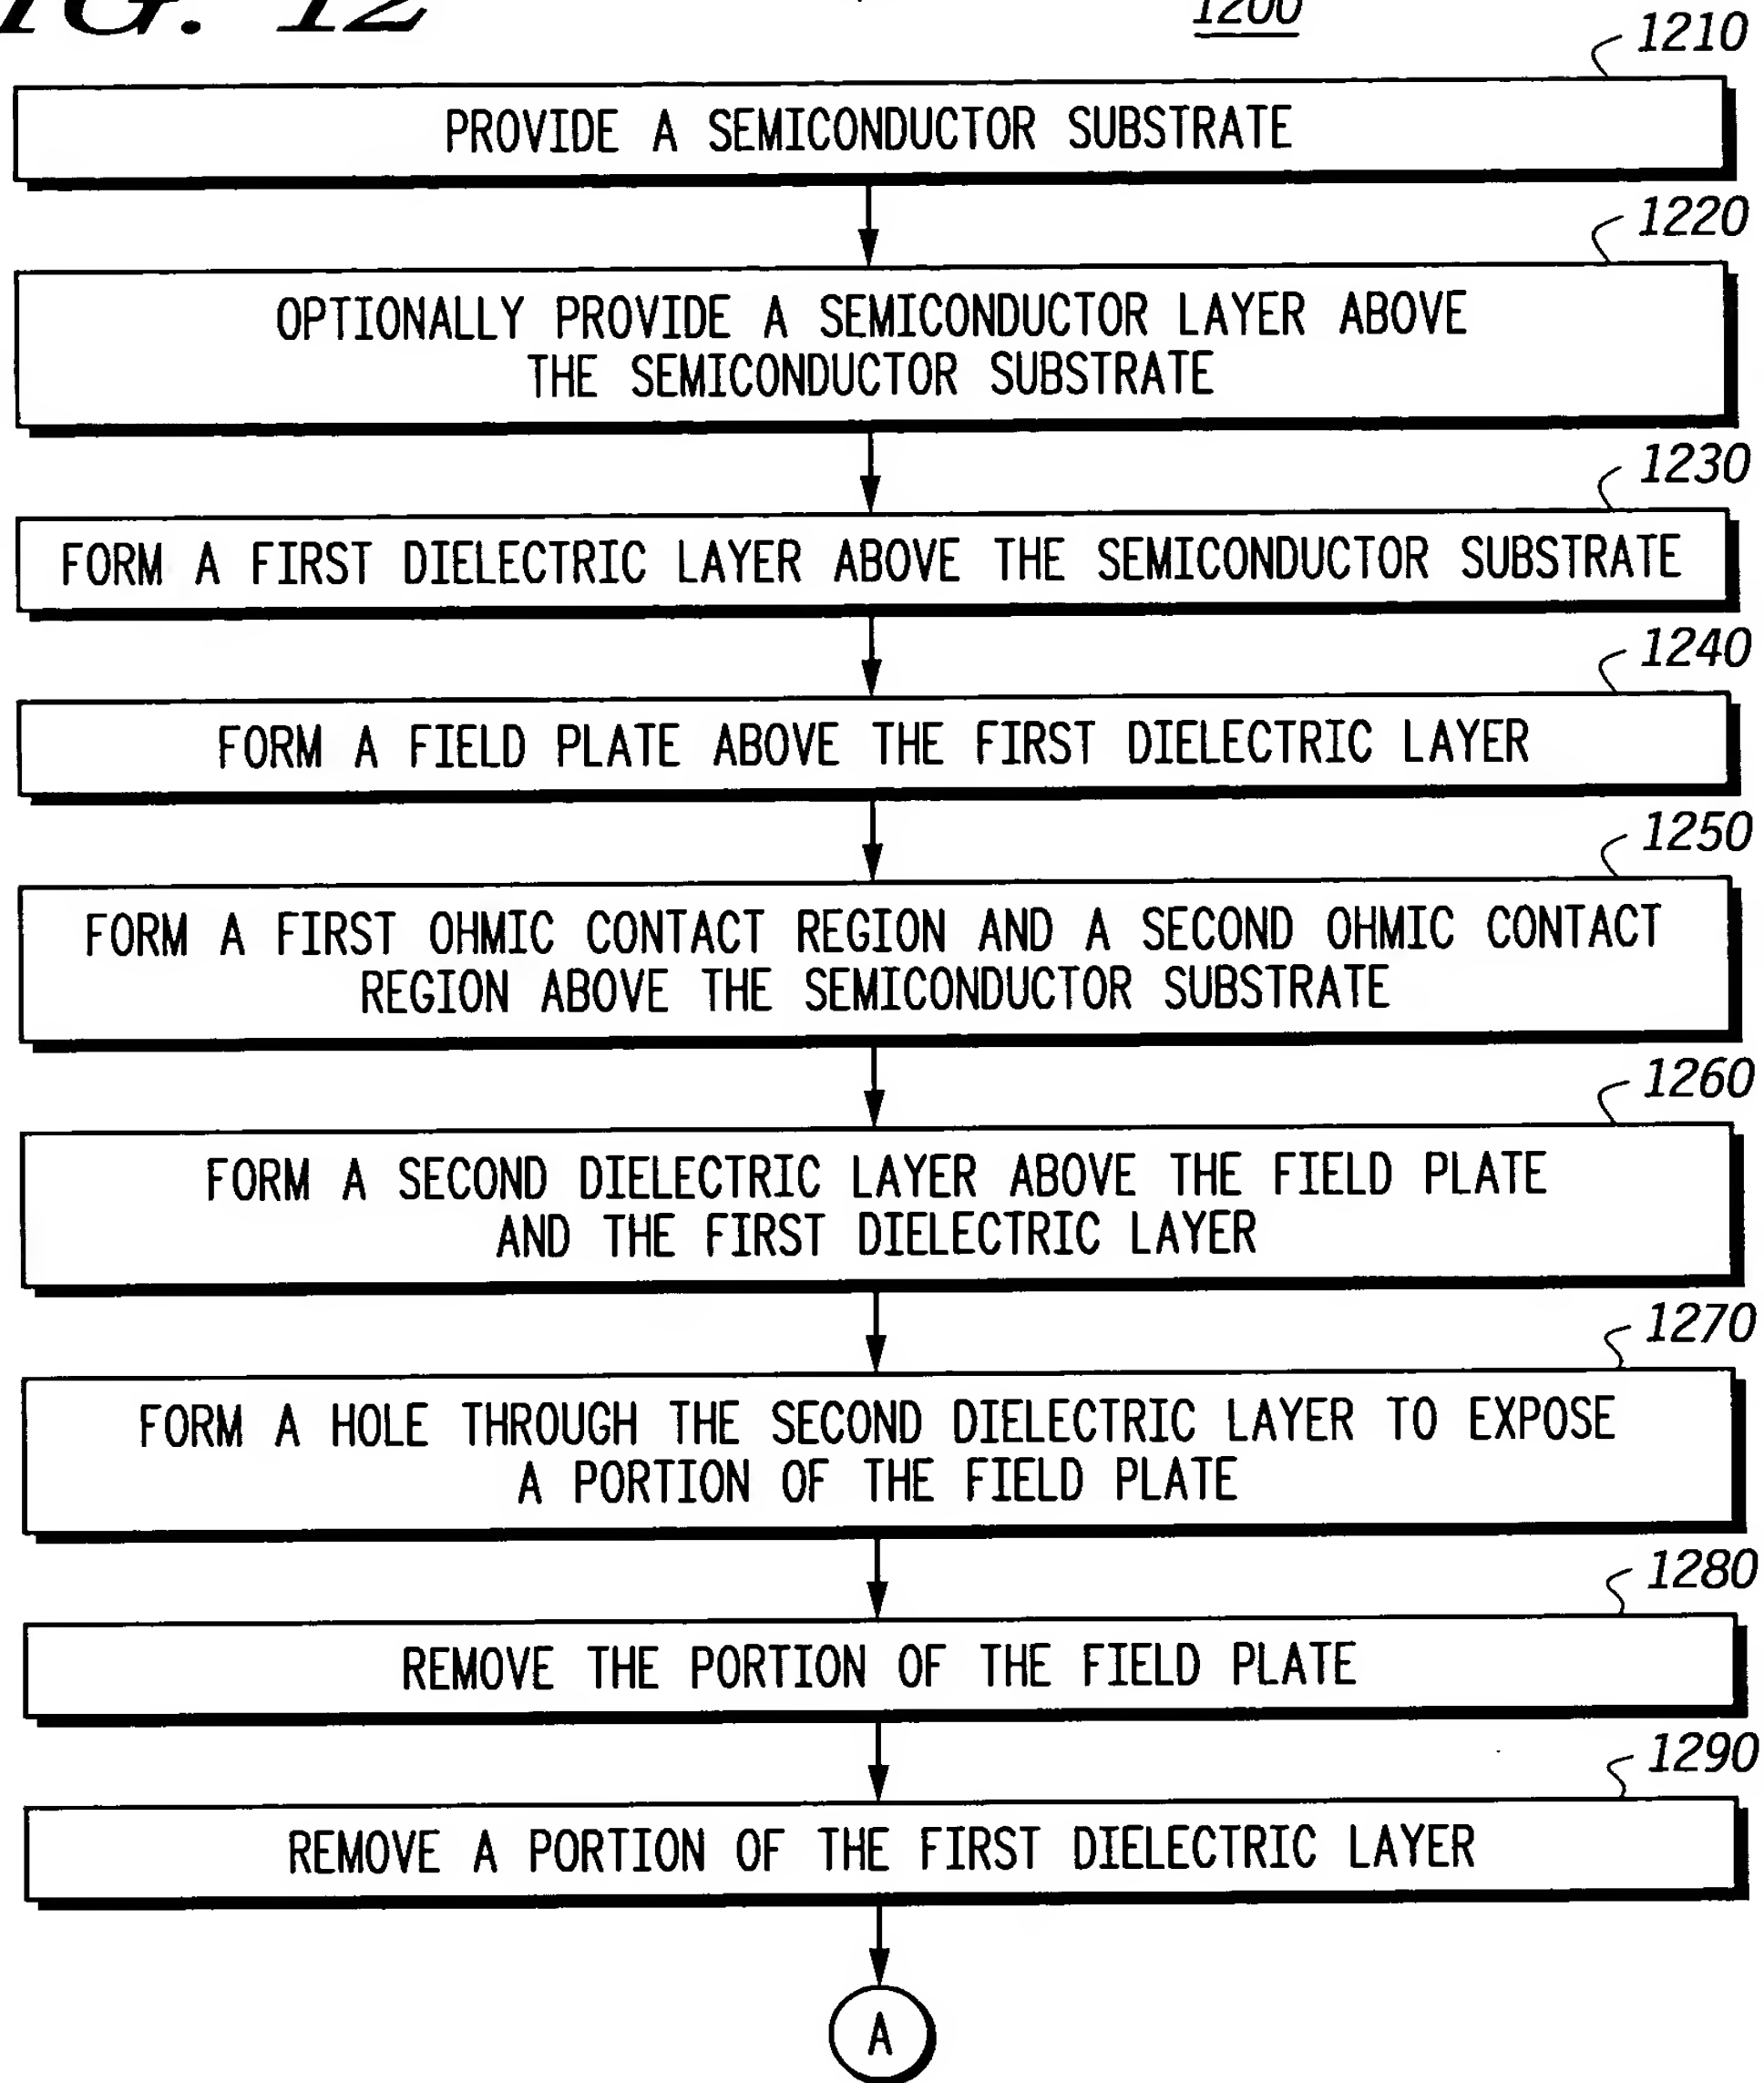 FIG. 12
1200
1210
PROVIDE A SEMICONDUCTOR SUBSTRATE
1220
OPTIONALLY PROVIDE A SEMICONDUCTOR LAYER ABOVE
THE SEMICONDUCTOR SUBSTRATE
1230
FORM A FIRST DIELECTRIC LAYER ABOVE THE SEMICONDUCTOR SUBSTRATE
1240
FORM A FIELD PLATE ABOVE THE FIRST DIELECTRIC LAYER
1250
FORM A FIRST OHMIC CONTACT REGION AND A SECOND OHMIC CONTACT
REGION ABOVE THE SEMICONDUCTOR SUBSTRATE
1260
FORM A SECOND DIELECTRIC LAYER ABOVE THE FIELD PLATE
AND THE FIRST DIELECTRIC LAYER
1270
FORM A HOLE THROUGH THE SECOND DIELECTRIC LAYER TO EXPOSE
A PORTION OF THE FIELD PLATE
1280
REMOVE THE PORTION OF THE FIELD PLATE
1290
REMOVE A PORTION OF THE FIRST DIELECTRIC LAYER
A